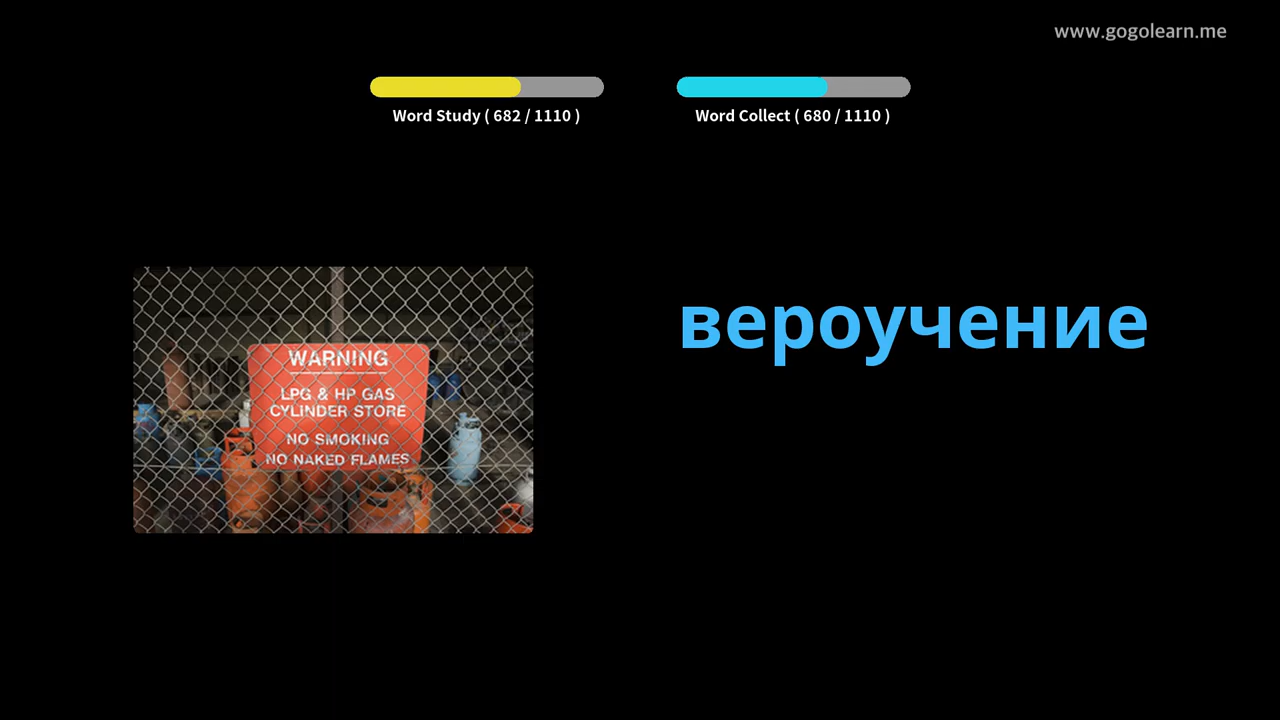 www.gogolearn.me
Word Study ( 682 / 1110 )
Word Collect ( 680 / 1110 )
вероучение
WARNING
LPG & HP GAS
CYLINDER STORE
NO SMOKING
NO NAKED FLAMES